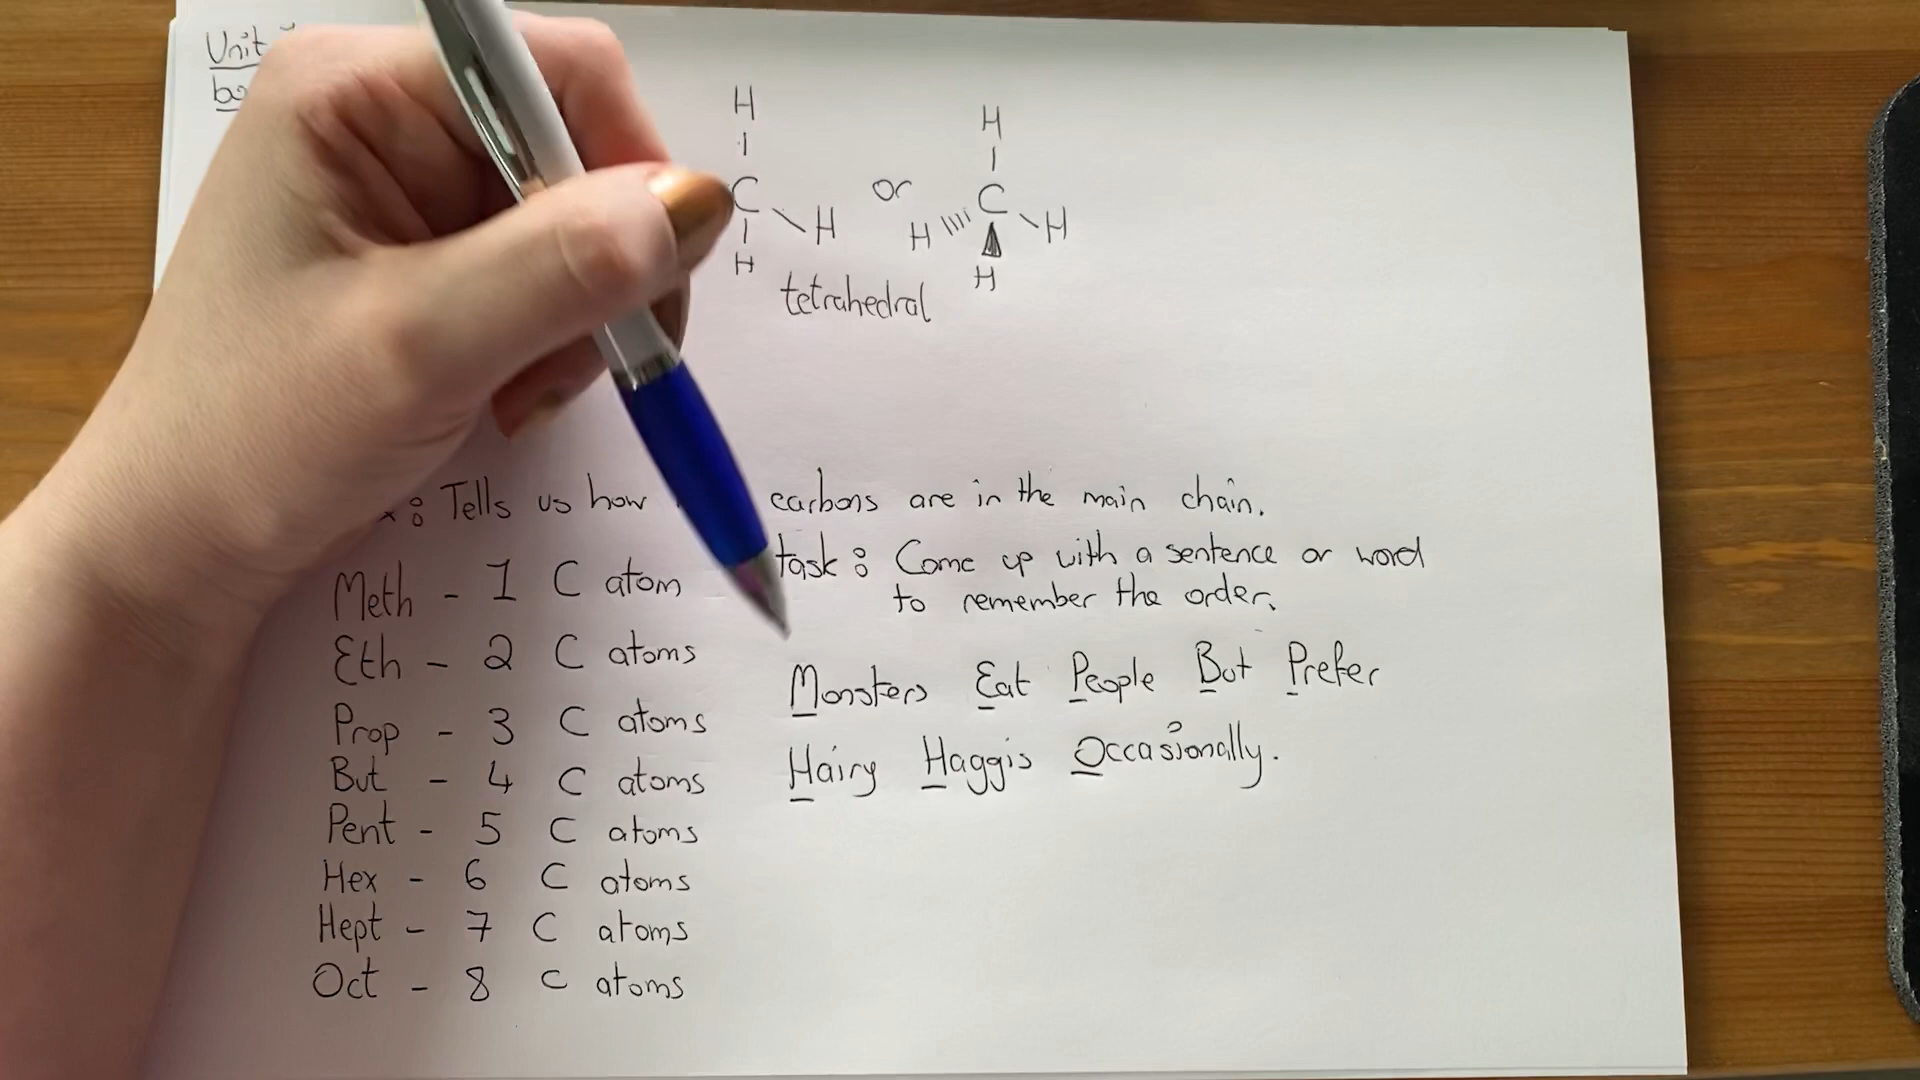 Unit
H H
C or C
H H H
H H
tetrahedral
: Tells us how carbons are in the main chain.
task: Come up with a sentence or word
to remember the order.
Meth - 1 C atom
Eth - 2 C atoms
Prop - 3 C atoms
But - 4 C atoms
Pent - 5 C atoms
Hex - 6 C atoms
Hept - 7 C atoms
Oct - 8 C atoms
Monsters Eat People But Prefer
Hairy Haggis Occasionally.